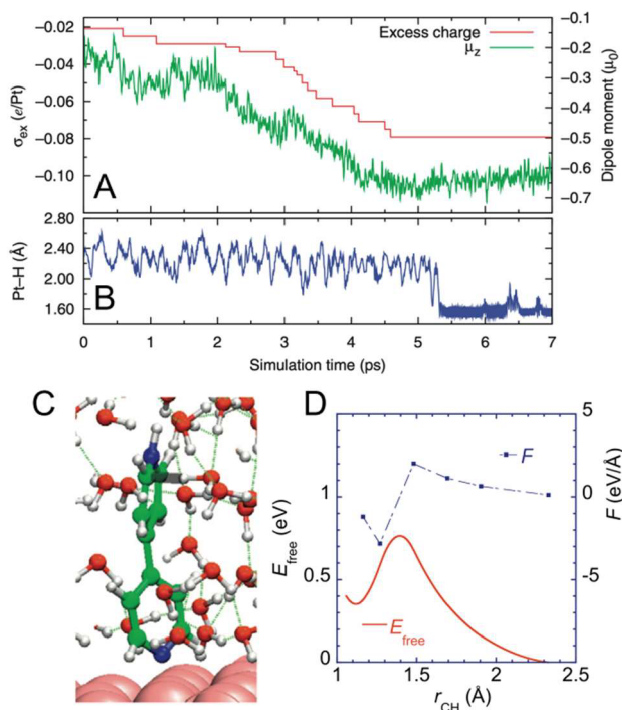 A
Excess charge
μz
σex (e/Pt)
−0.02
−0.04
−0.06
−0.08
−0.10
Dipole moment (μ0)
−0.1
−0.2
−0.3
−0.4
−0.5
−0.6
−0.7
B
Pt–H (Å)
2.80
2.40
2.00
1.60
0 1 2 3 4 5 6 7
Simulation time (ps)
C
D
F
Efree
Efree (eV)
1
0.5
0
F (eV/Å)
5
0
-5
1 1.5 2 2.5
rCH (Å)